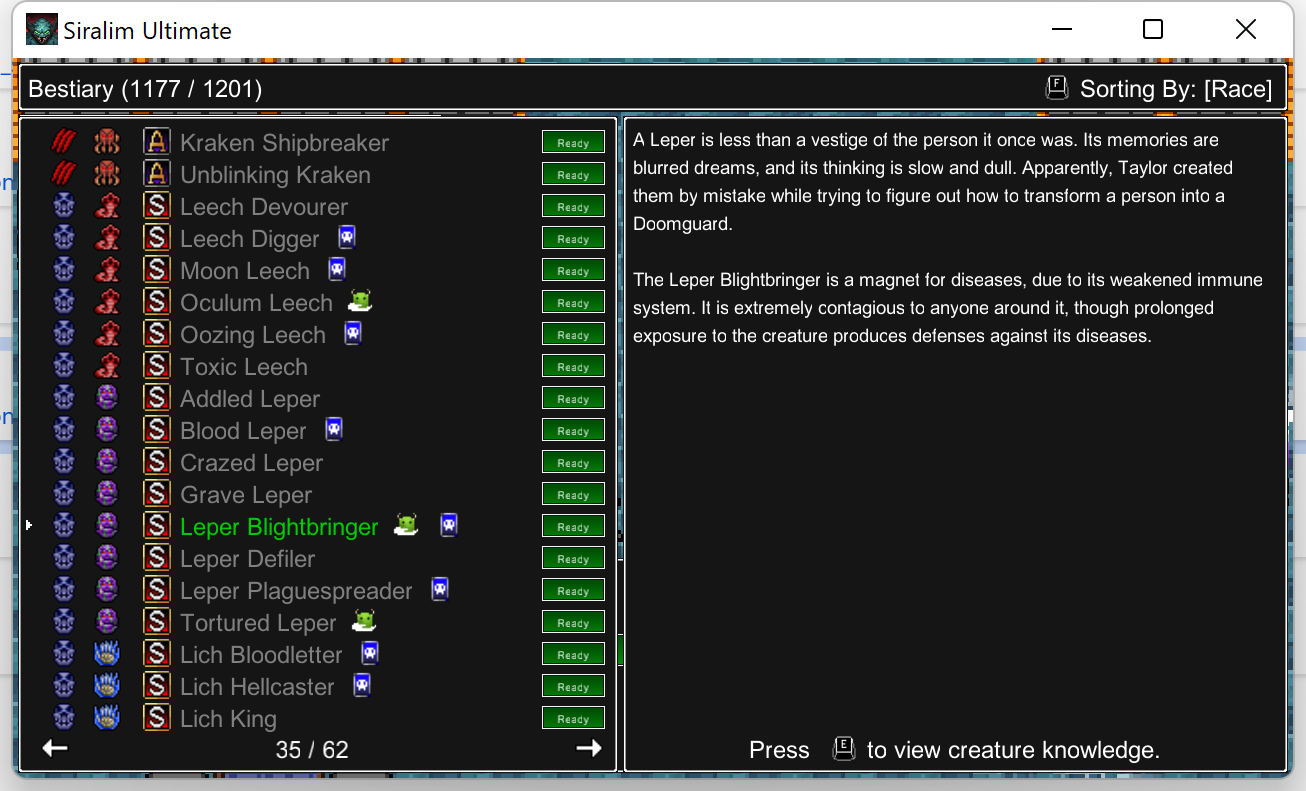 Siralim Ultimate
Bestiary (1177 / 1201)
F Sorting By: [Race]
A Kraken Shipbreaker Ready
A Unblinking Kraken Ready
S Leech Devourer Ready
S Leech Digger Ready
S Moon Leech Ready
S Oculum Leech Ready
S Oozing Leech Ready
S Toxic Leech Ready
S Addled Leper Ready
S Blood Leper Ready
S Crazed Leper Ready
S Grave Leper Ready
S Leper Blightbringer Ready
S Leper Defiler Ready
S Leper Plaguespreader Ready
S Tortured Leper Ready
S Lich Bloodletter Ready
S Lich Hellcaster Ready
S Lich King Ready
35 / 62
A Leper is less than a vestige of the person it once was. Its memories are
blurred dreams, and its thinking is slow and dull. Apparently, Taylor created
them by mistake while trying to figure out how to transform a person into a
Doomguard.
The Leper Blightbringer is a magnet for diseases, due to its weakened immune
system. It is extremely contagious to anyone around it, though prolonged
exposure to the creature produces defenses against its diseases.
Press E to view creature knowledge.